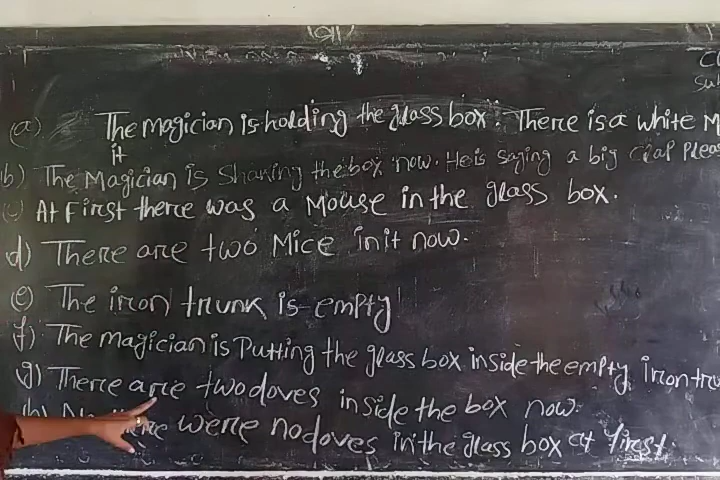 CL
Su
(a) The magician is holding the glass box. There is a white M
it
b) The Magician is Shaking the box now. He is saying a big clap Pleas
(c) At First there was a Mouse in the glass box.
d) There are two Mice in it now.
(e) The iron trunk is empty
f) The magician is Putting the glass box inside the empty iron tru
g) There are two doves inside the box now.
(h) were no doves in the glass box at first.